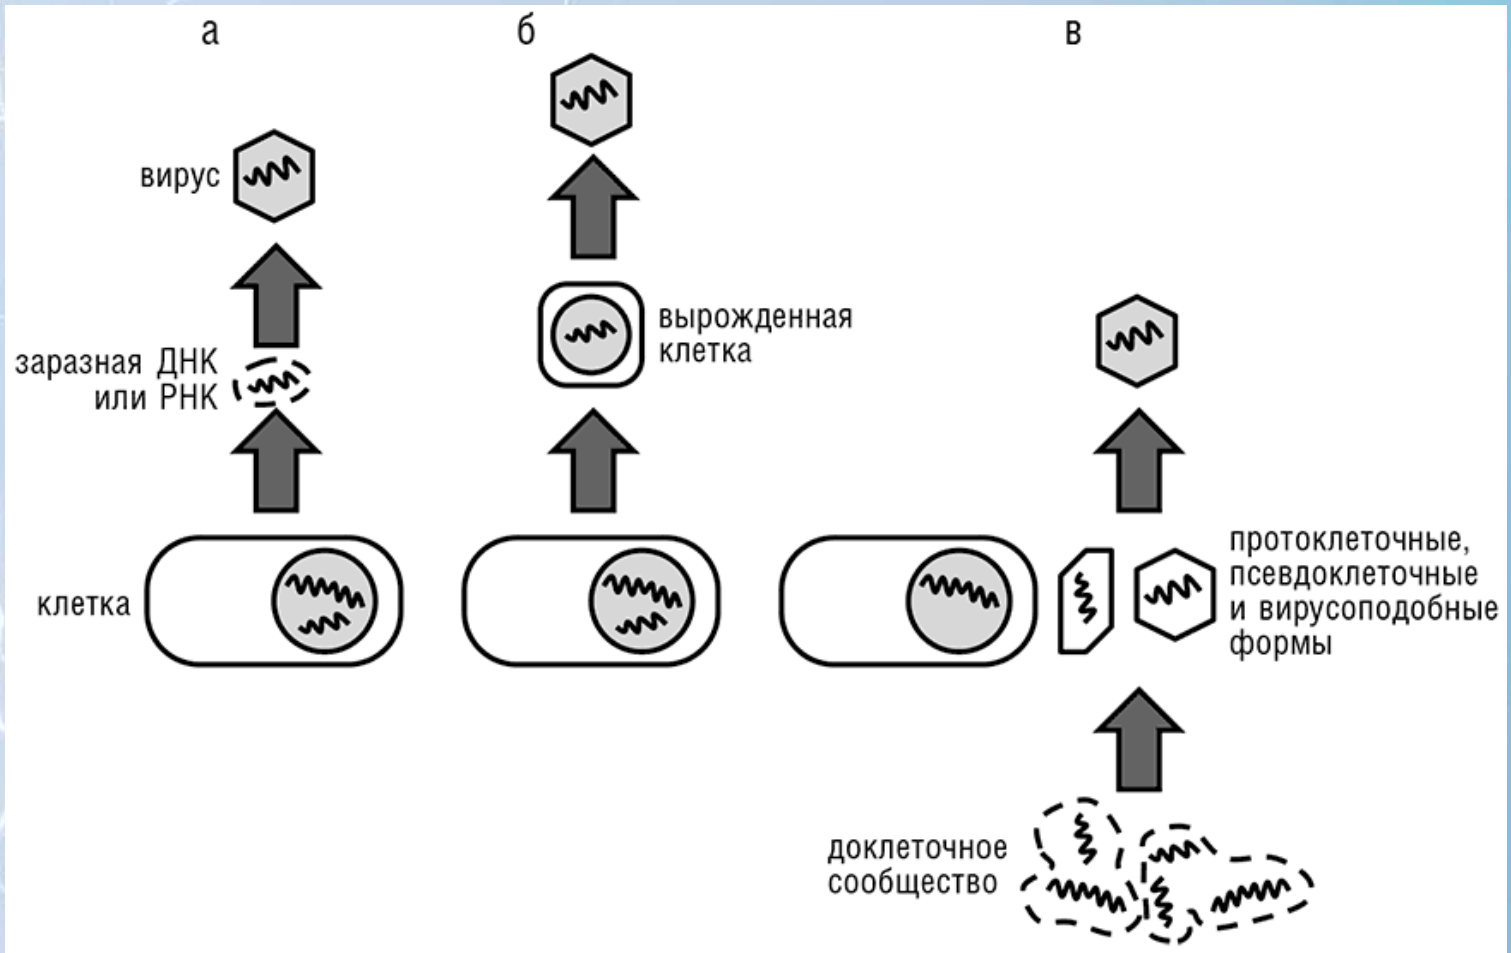 а
б
в
вирус
заразная ДНК
или РНК
вырожденная
клетка
клетка
протоклеточные,
псевдоклеточные
и вирусоподобные
формы
доклеточное
сообщество